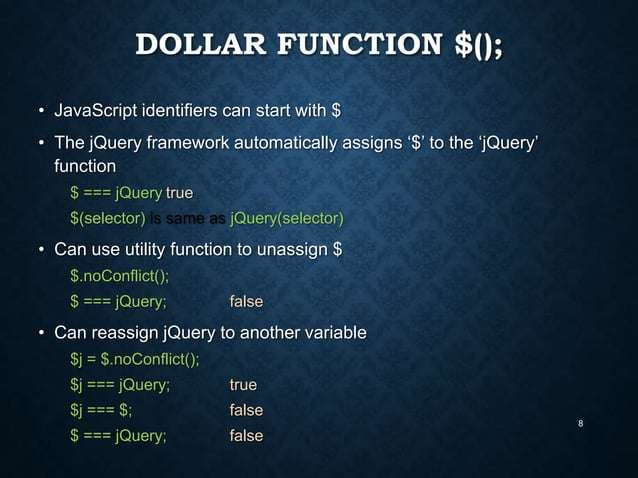 DOLLAR FUNCTION $();
• JavaScript identifiers can start with $
• The jQuery framework automatically assigns ‘$’ to the ‘jQuery’
function
$ === jQuery true
$(selector) is same as jQuery(selector)
• Can use utility function to unassign $
$.noConflict();
$ === jQuery; false
• Can reassign jQuery to another variable
$j = $.noConflict();
$j === jQuery; true
$j === $; false
$ === jQuery; false
8